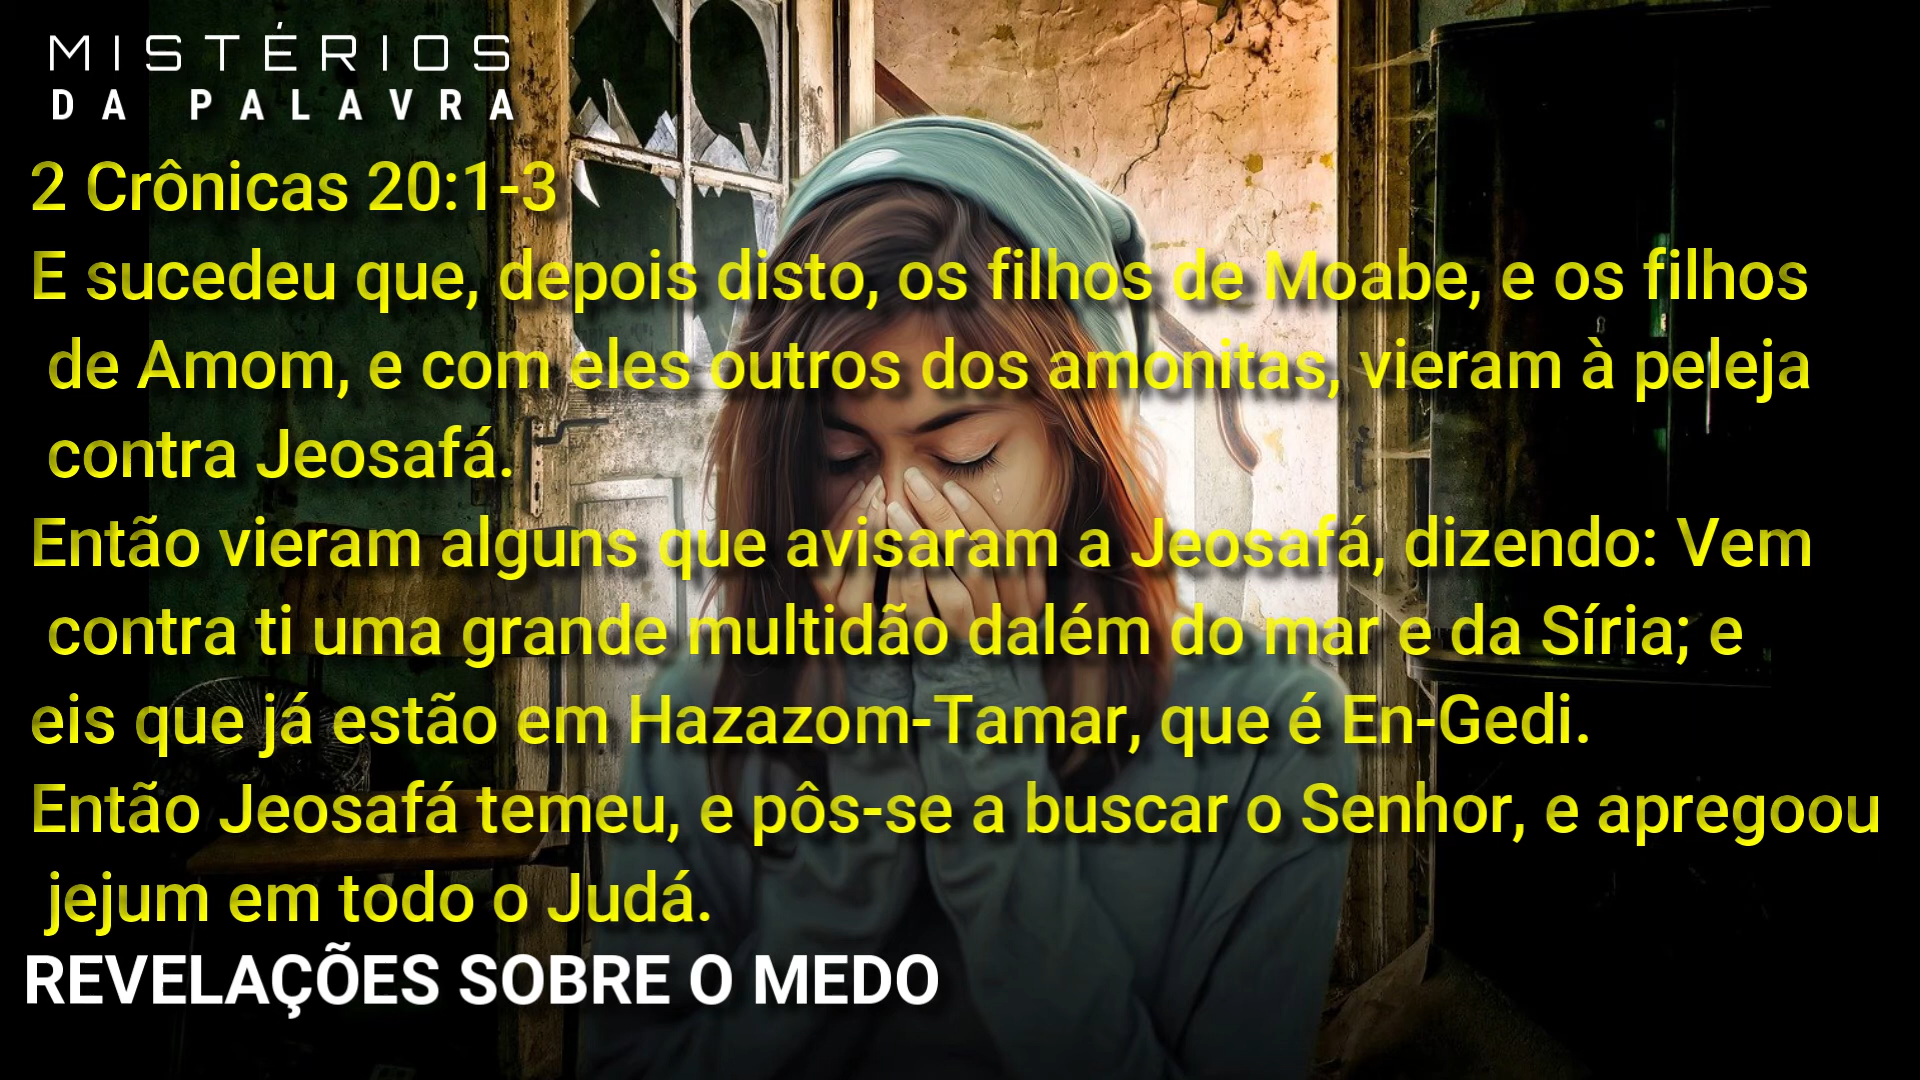 MISTÉRIOS
DA PALAVRA
2 Crônicas 20:1-3
E sucedeu que, depois disto, os filhos de Moabe, e os filhos
de Amom, e com eles outros dos amonitas, vieram à peleja
contra Jeosafá.
Então vieram alguns que avisaram a Jeosafá, dizendo: Vem
contra ti uma grande multidão dalém do mar e da Síria; e
eis que já estão em Hazazom-Tamar, que é En-Gedi.
Então Jeosafá temeu, e pôs-se a buscar o Senhor, e apregoou
jejum em todo o Judá.
REVELAÇÕES SOBRE O MEDO